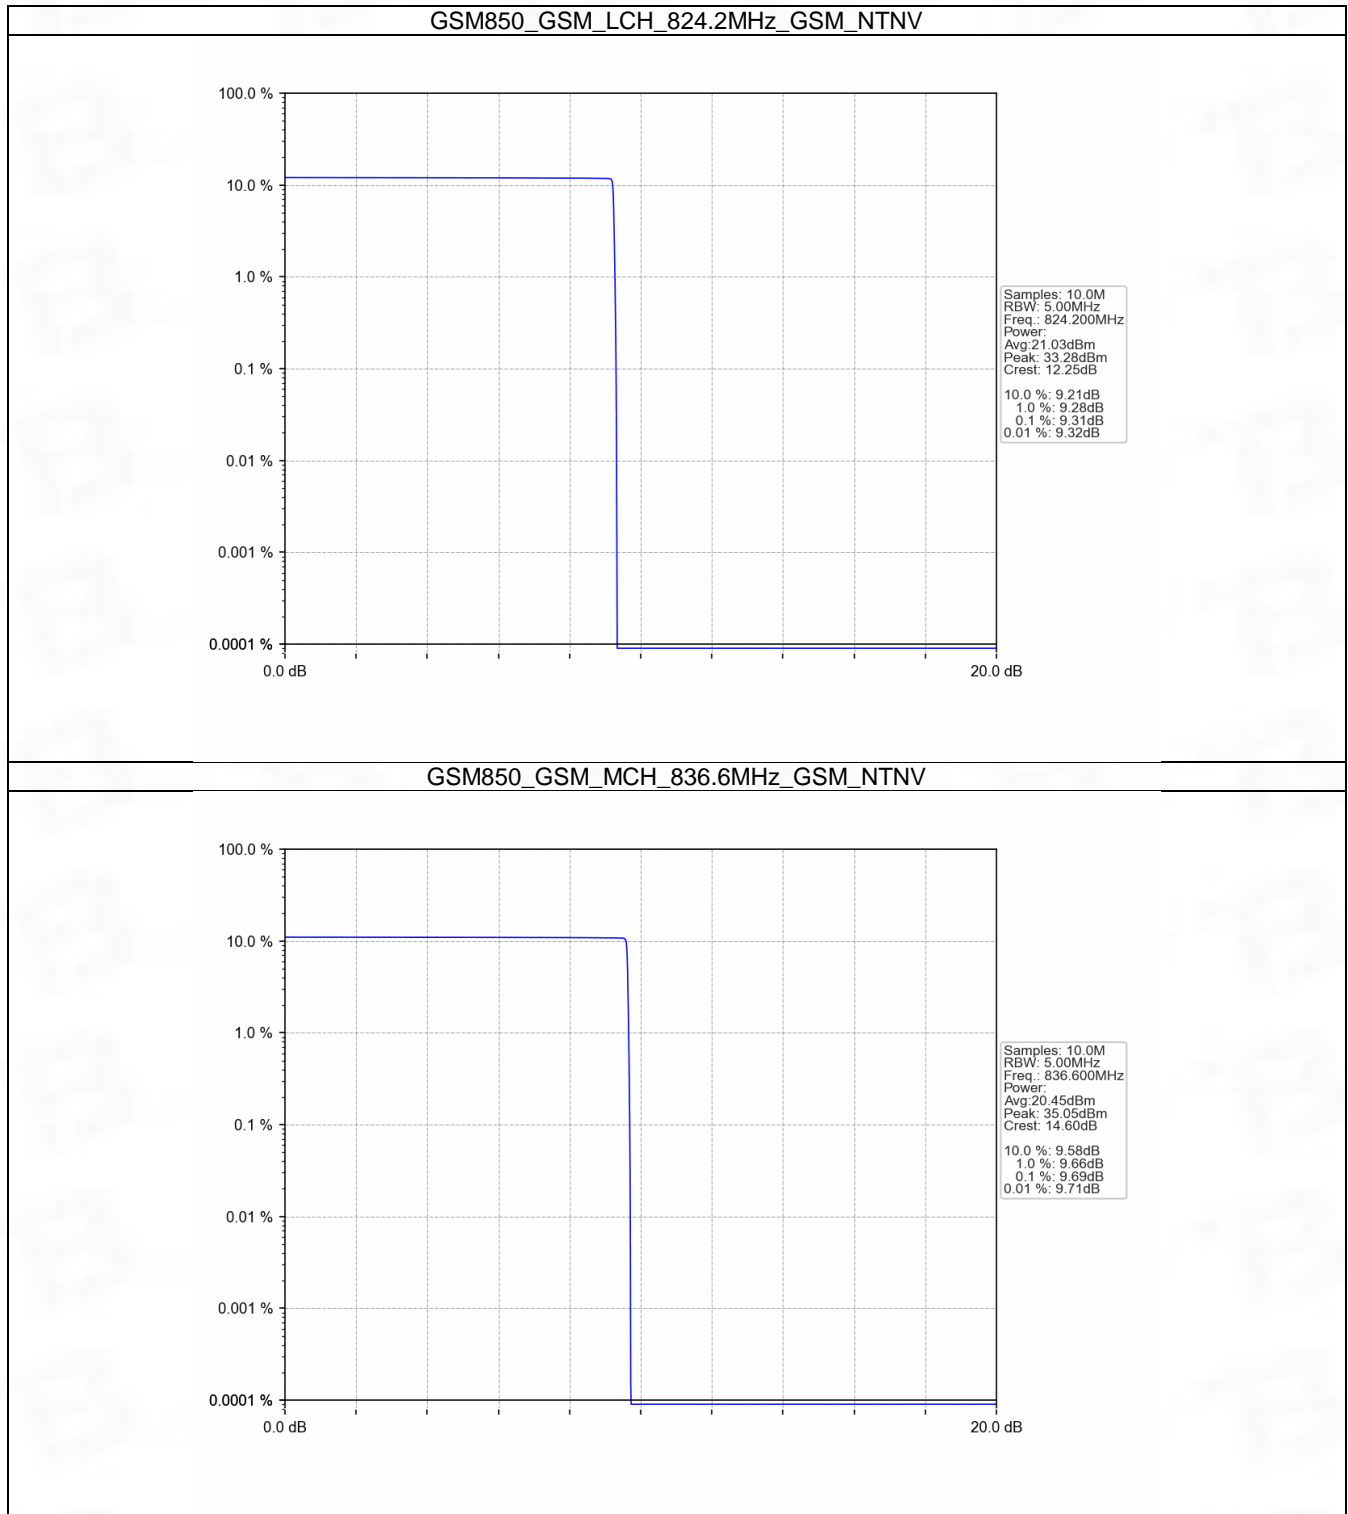 GSM850_GSM_LCH_824.2MHz_GSM_NTNV
100.0 %
10.0 %
1.0 %
0.1 %
0.01 %
0.001 %
0.0001 %
0.0 dB
20.0 dB
Samples: 10.0M
RBW: 5.00MHz
Freq.: 824.200MHz
Power:
Avg:21.03dBm
Peak: 33.28dBm
Crest: 12.25dB
10.0 %: 9.21dB
1.0 %: 9.28dB
0.1 %: 9.31dB
0.01 %: 9.32dB
GSM850_GSM_MCH_836.6MHz_GSM_NTNV
100.0 %
10.0 %
1.0 %
0.1 %
0.01 %
0.001 %
0.0001 %
0.0 dB
20.0 dB
Samples: 10.0M
RBW: 5.00MHz
Freq.: 836.600MHz
Power:
Avg:20.45dBm
Peak: 35.05dBm
Crest: 14.60dB
10.0 %: 9.58dB
1.0 %: 9.66dB
0.1 %: 9.69dB
0.01 %: 9.71dB